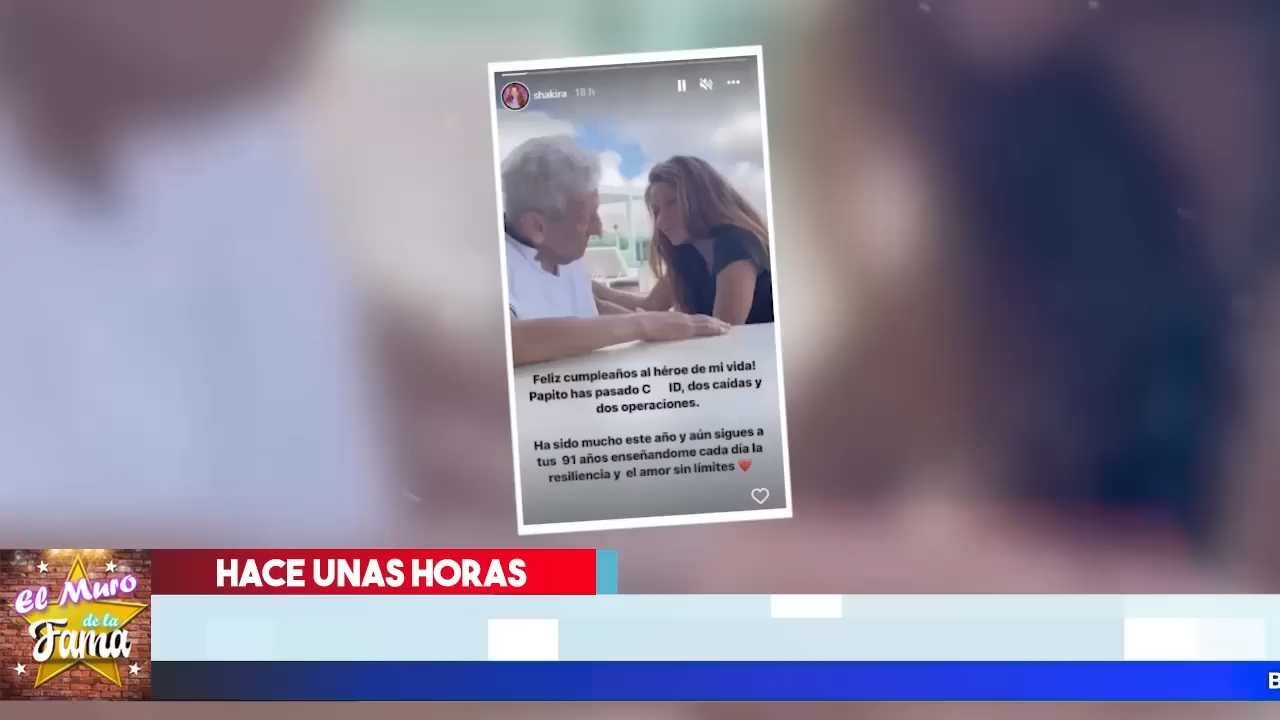 shakira 18 h
Feliz cumpleaños al héroe de mi vida!
Papito has pasado C ID, dos caídas y
dos operaciones.
Ha sido mucho este año y aún sigues a
tus 91 años enseñandome cada día la
resiliencia y el amor sin límites ❤️
HACE UNAS HORAS
El Muro
de la
Fama
B